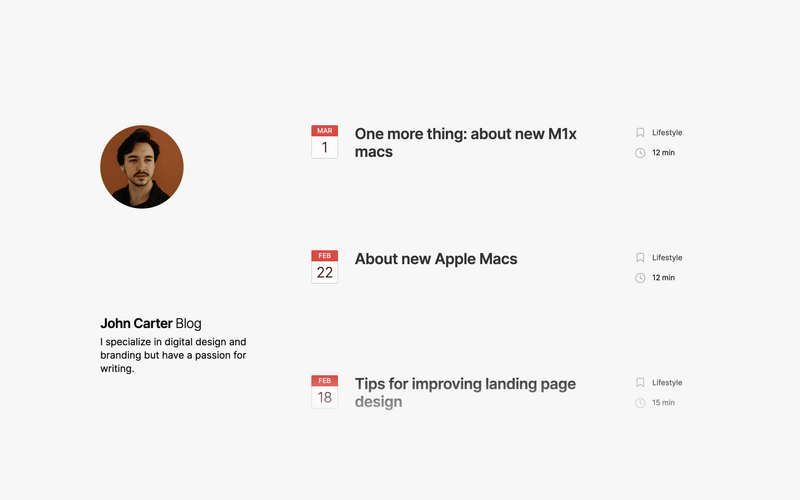 MAR
1
One more thing: about new M1x
macs
Lifestyle
12 min
FEB
22
About new Apple Macs
Lifestyle
12 min
John Carter Blog
I specialize in digital design and
branding but have a passion for
writing.
FEB
18
Tips for improving landing page
design
Lifestyle
15 min